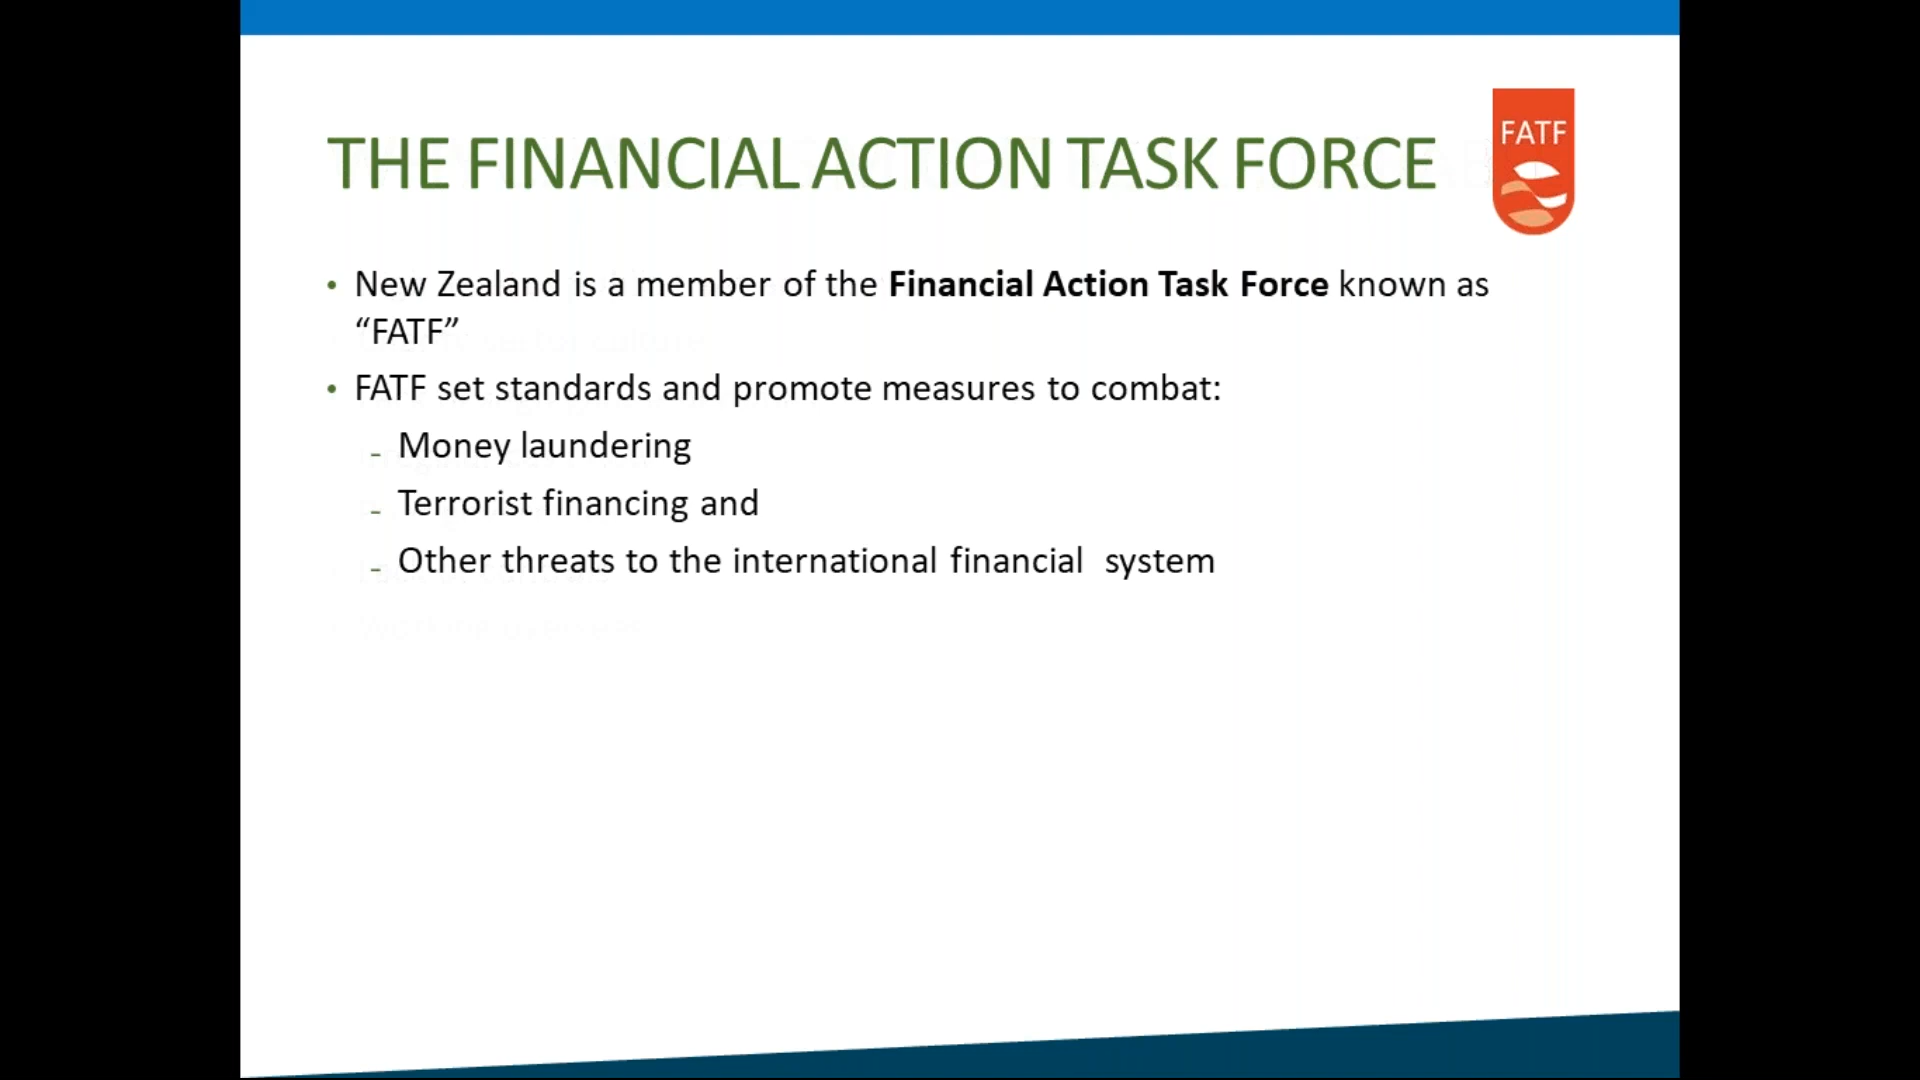 THE FINANCIAL ACTION TASK FORCE
FATF
• New Zealand is a member of the Financial Action Task Force known as
“FATF”
• FATF set standards and promote measures to combat:
- Money laundering
- Terrorist financing and
- Other threats to the international financial  system